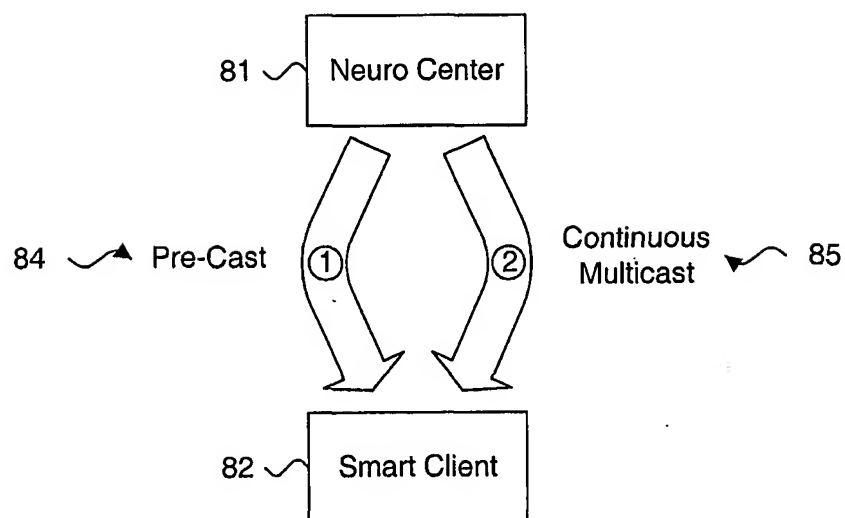 81
Neuro Center
84
Pre-Cast
1
2
Continuous
Multicast
85
82
Smart Client